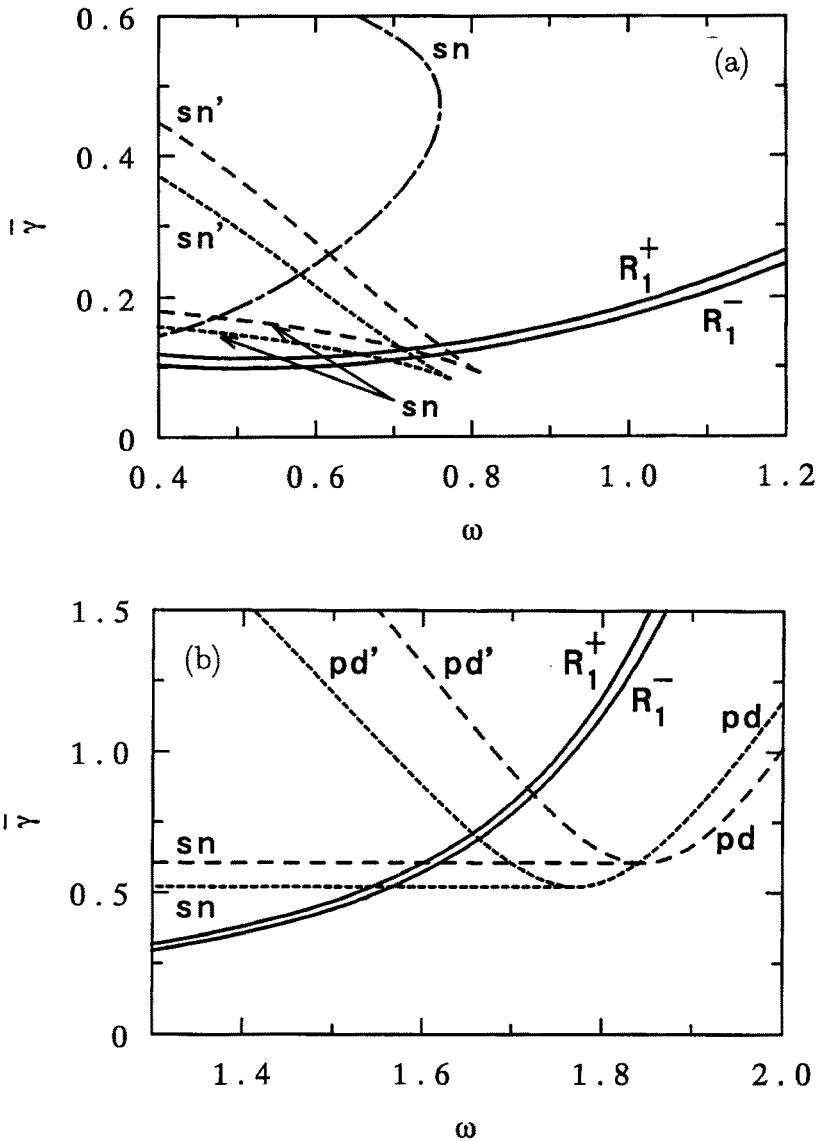 0.6
sn
(a)
sn'
0.4
γ̄
sn'
R₁⁺
0.2
R₁⁻
sn
0
0.4 0.6 0.8 1.0 1.2
ω
1.5
(b)
pd' pd' R₁⁺
R₁⁻
pd
1.0
γ̄
sn
pd
0.5
sn
0
1.4 1.6 1.8 2.0
ω